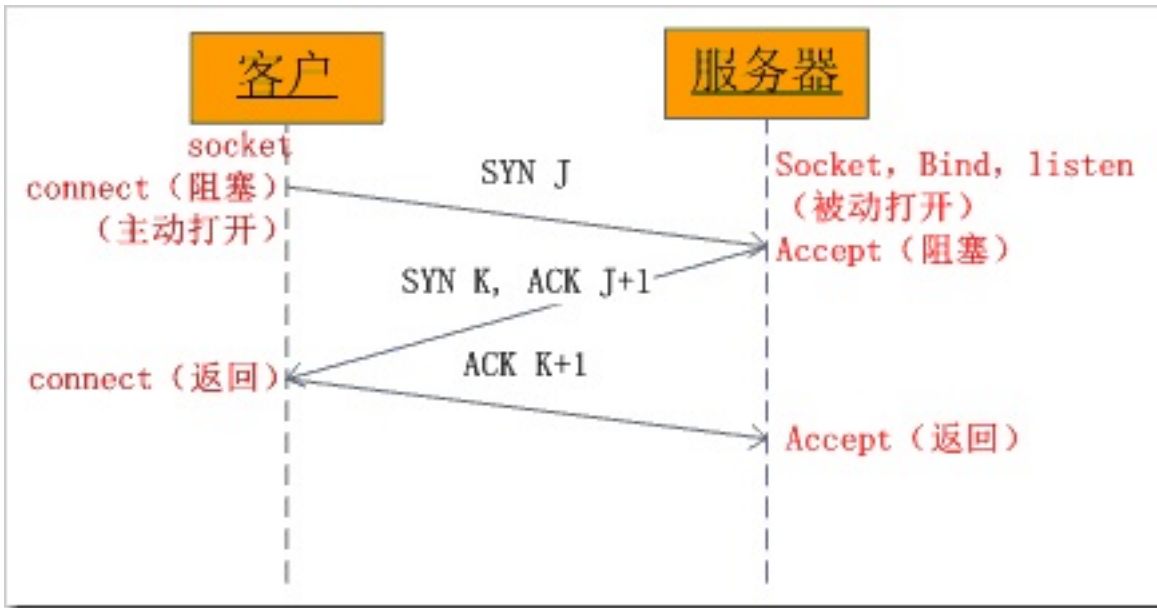 客户
服务器
socket
connect（阻塞）
（主动打开）
SYN J
Socket, Bind, listen
（被动打开）
Accept（阻塞）
SYN K, ACK J+1
connect（返回）
ACK K+1
Accept（返回）